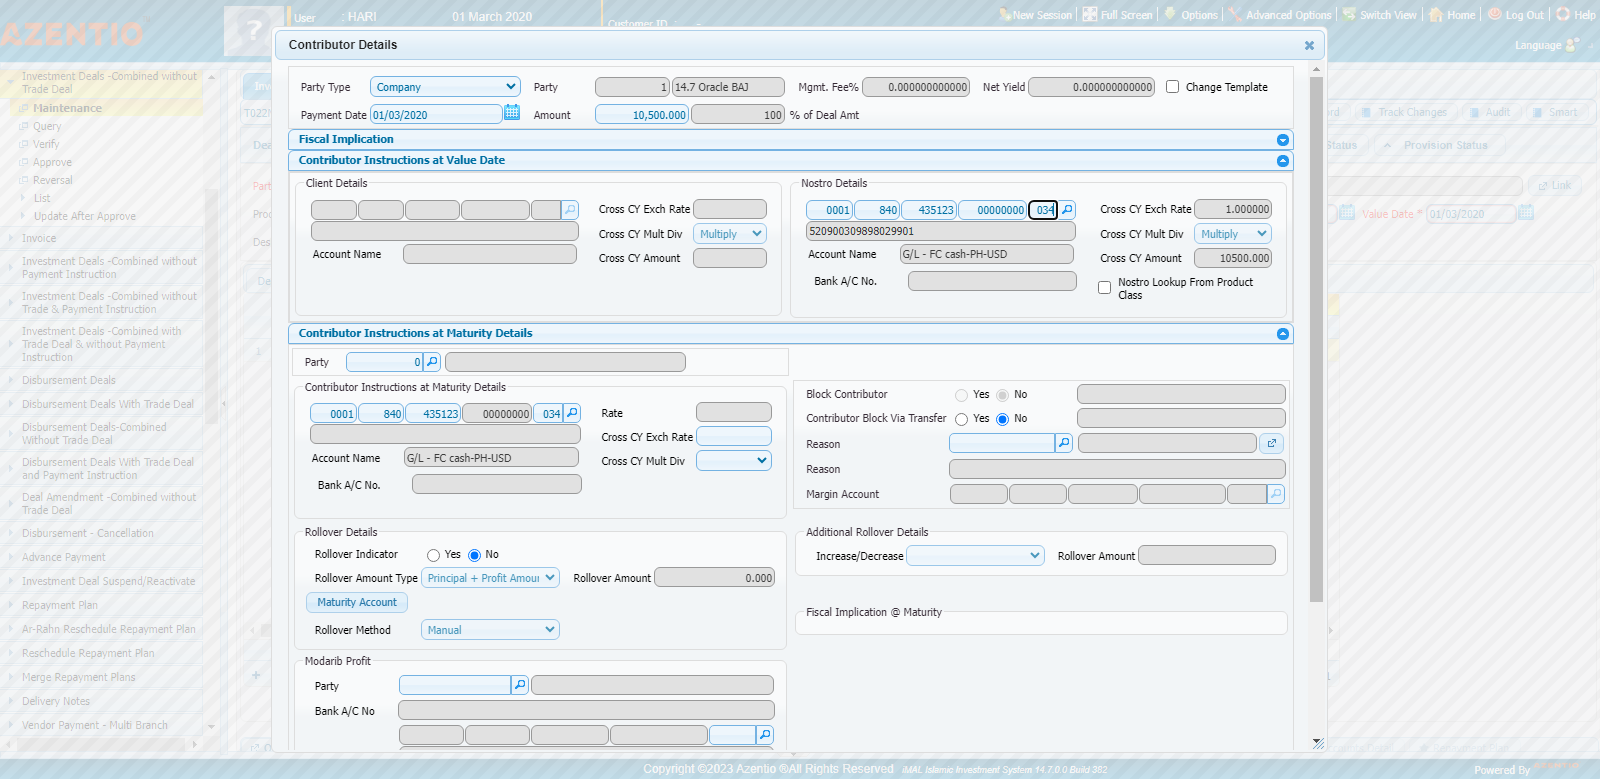 AZENTIO
User : HARI 01 March 2020
Customer ID : -
New Session Full Screen Options Advanced Options Switch View Home Log Out Help
Language
Contributor Details
Investment Deals -Combined without
Trade Deal
Maintenance
Query
Verify
Approve
Reversal
List
Update After Approve
Invoice
Investment Deals -Combined without
Payment Instruction
Investment Deals -Combined without
Trade & Payment Instruction
Investment Deals -Combined with
Trade Deal & without Payment
Instruction
Disbursement Deals
Disbursement Deals With Trade Deal
Disbursement Deals-Combined
Without Trade Deal
Disbursement Deals With Trade Deal
and Payment Instruction
Deal Amendment -Combined without
Trade Deal
Disbursement - Cancellation
Advance Payment
Investment Deal Suspend/Reactivate
Repayment Plan
Ar-Rahn Reschedule Repayment Plan
Reschedule Repayment Plan
Merge Repayment Plans
Delivery Notes
Vendor Payment - Multi Branch
Party Type Company Party 1 14.7 Oracle BAJ Mgmt. Fee% 0.000000000000 Net Yield 0.000000000000 Change Template
Payment Date 01/03/2020 Amount 10,500.000 100 % of Deal Amt
Fiscal Implication
Contributor Instructions at Value Date
Client Details
Cross CY Exch Rate
Cross CY Mult Div Multiply
Account Name Cross CY Amount
Nostro Details
0001 840 435123 00000000 034 Cross CY Exch Rate 1.000000
520900309898029901 Cross CY Mult Div Multiply
Account Name G/L - FC cash-PH-USD Cross CY Amount 10500.000
Bank A/C No. Nostro Lookup From Product
Class
Contributor Instructions at Maturity Details
Party 0
Contributor Instructions at Maturity Details
0001 840 435123 00000000 034 Rate
Cross CY Exch Rate
Account Name G/L - FC cash-PH-USD Cross CY Mult Div
Bank A/C No.
Block Contributor Yes No
Contributor Block Via Transfer Yes No
Reason
Reason
Margin Account
Rollover Details
Rollover Indicator Yes No
Rollover Amount Type Principal + Profit Amou Rollover Amount 0.000
Maturity Account
Rollover Method Manual
Additional Rollover Details
Increase/Decrease Rollover Amount
Fiscal Implication @ Maturity
Modarib Profit
Party
Bank A/C No
Track Changes Audit Smart
Status Provision Status
Link
Value Date * 01/03/2020
Copyright ©2023 Azentio ®All Rights Reserved iMAL Islamic Investment System 14.7.0.0 Build 382
Powered By